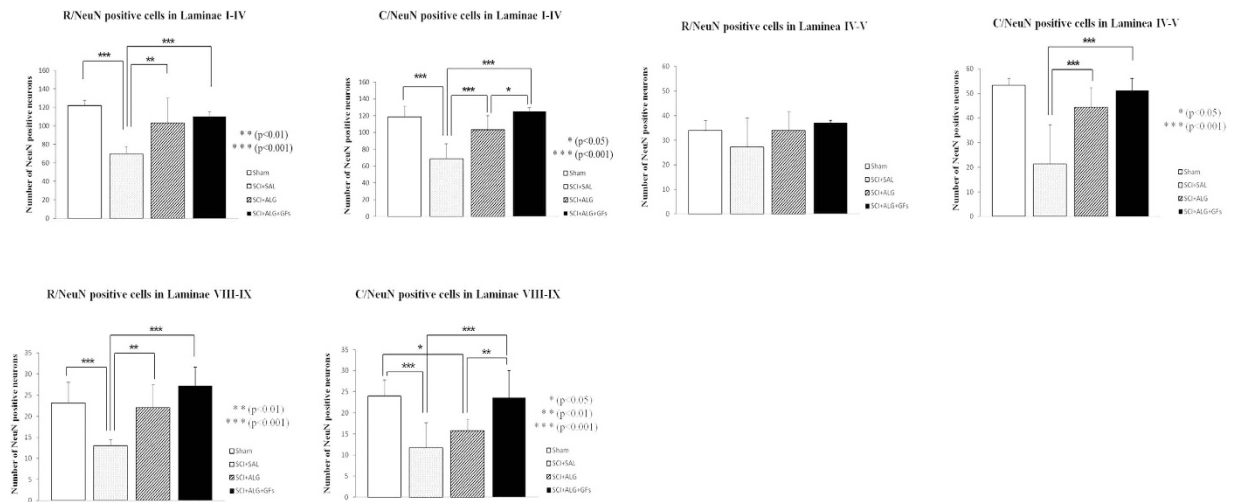 R/NeuN positive cells in Laminae I-IV
***
***
**
160
140
120
100
80
60
40
20
0
Number of NeuN positive neurons
* * (p<0.01)
* * * (p<0.001)
Sham
SCI+SAL
SCI+ALG
SCI+ALG+GFs
C/NeuN positive cells in Laminae I-IV
***
***
***
*
160
140
120
100
80
60
40
20
0
Number of NeuN positive neurons
* (p<0.05)
* * * (p<0.001)
Sham
SCI+SAL
SCI+ALG
SCI+ALG+GFs
R/NeuN positive cells in Laminea IV-V
60
50
40
30
20
10
0
Number of NeuN positive neurons
Sham
SCI+SAL
SCI+ALG
SCI+ALG+GFs
C/NeuN positive cells in Laminea IV-V
***
***
60
50
40
30
20
10
0
Number of NeuN positive neurons
* (p<0.05)
* * * (p<0.001)
Sham
SCI+SAL
SCI+ALG
SCI+ALG+GFs
R/NeuN positive cells in Laminae VIII-IX
***
***
**
35
30
25
20
15
10
5
0
Number of NeuN positive neurons
* * (p<0.01)
* * * (p<0.001)
Sham
SCI+SAL
SCI+ALG
SCI+ALG+GFs
C/NeuN positive cells in Laminae VIII-IX
***
*
***
**
35
30
25
20
15
10
5
0
Number of NeuN positive neurons
* (p<0.05)
* * (p<0.01)
* * * (p<0.001)
Sham
SCI+SAL
SCI+ALG
SCI+ALG+GFs